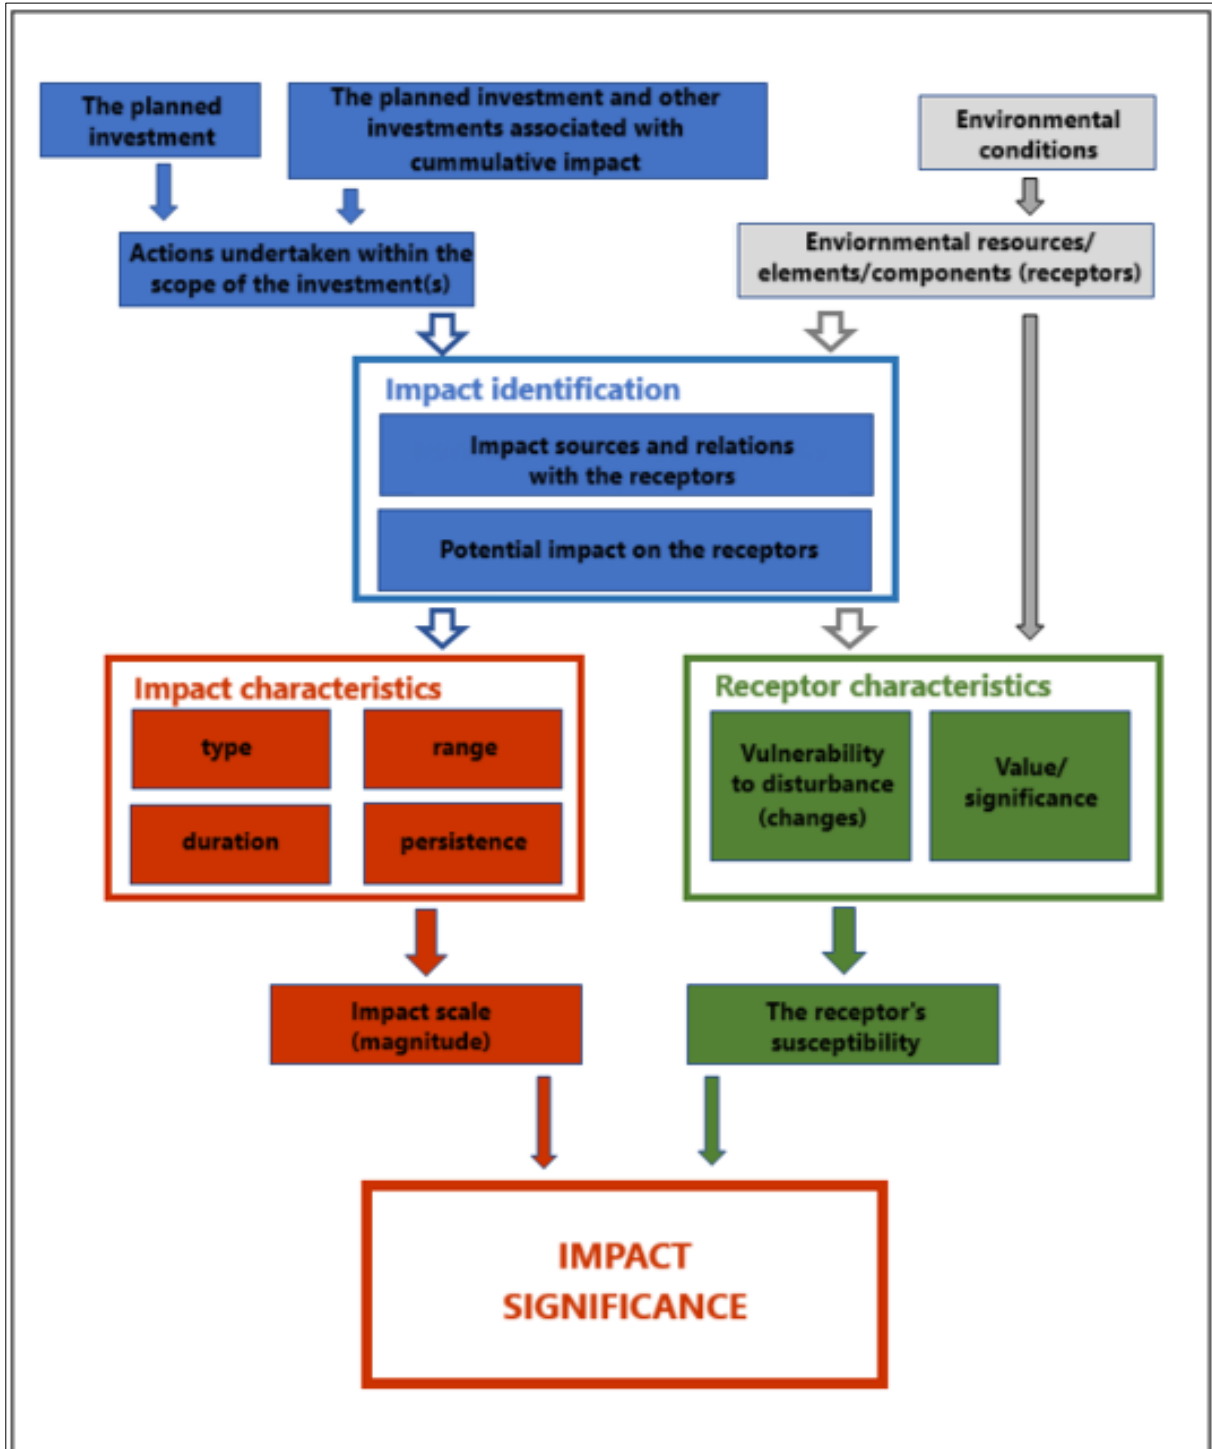 The planned
investment
The planned investment and other
investments associated with
cummulative impact
Environmental
conditions
Actions undertaken within the
scope of the investment(s)
Enviornmental resources/
elements/components (receptors)
Impact identification
Impact sources and relations
with the receptors
Potential impact on the receptors
Impact characteristics
type
range
duration
persistence
Receptor characteristics
Vulnerability
to disturbance
(changes)
Value/
significance
Impact scale
(magnitude)
The receptor's
susceptibility
IMPACT
SIGNIFICANCE